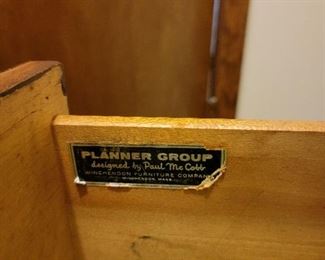 PLANNER GROUP
designed by Paul McCobb
WINCHENDON FURNITURE COMPANY
WINCHENDON, MASS.